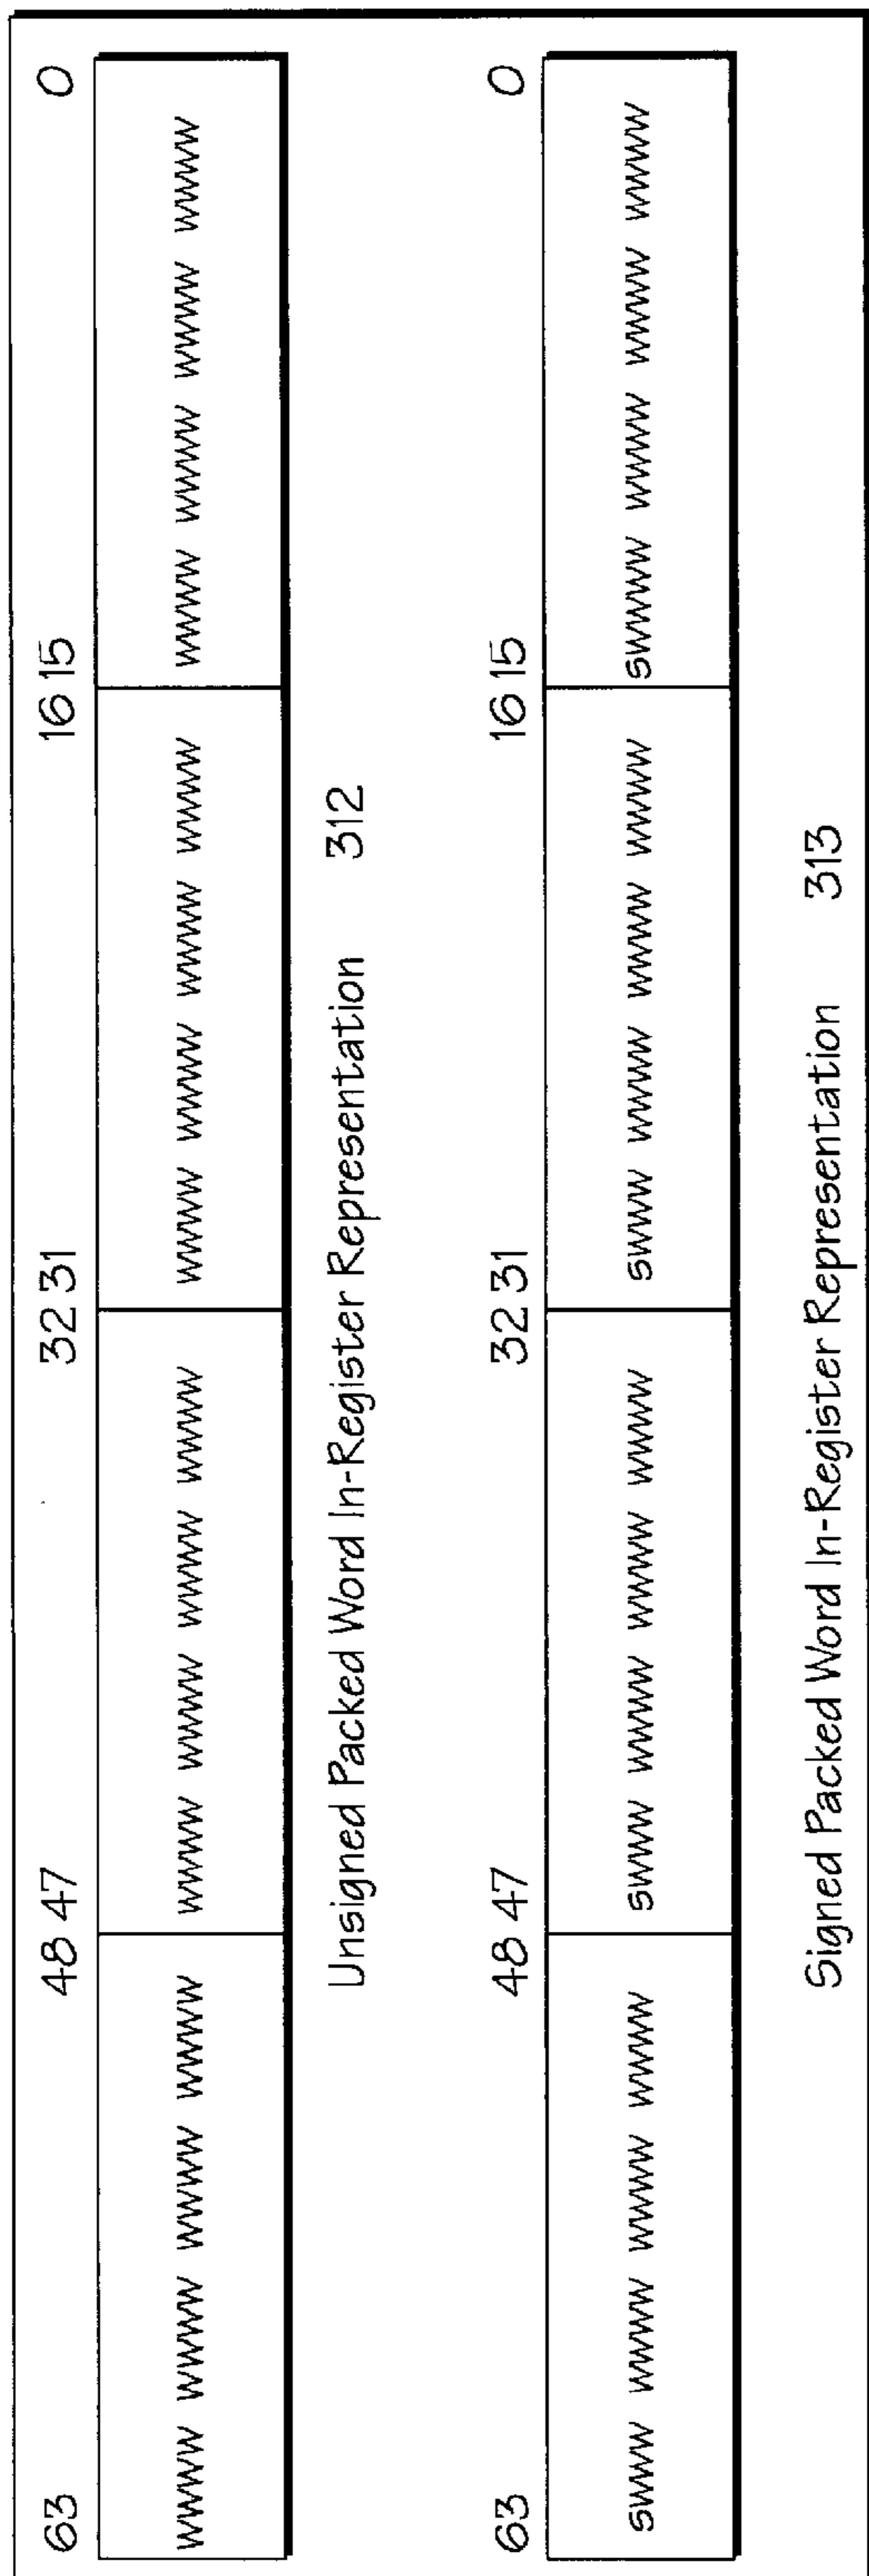 63 48 47 32 31 16 15 0
wwww wwww wwww wwww wwww wwww wwww wwww wwww wwww wwww wwww wwww wwww wwww wwww
Unsigned Packed Word In-Register Representation 312
63 48 47 32 31 16 15 0
swww wwww wwww wwww swww wwww wwww wwww swww wwww wwww wwww swwww wwww wwww wwww
Signed Packed Word In-Register Representation 313